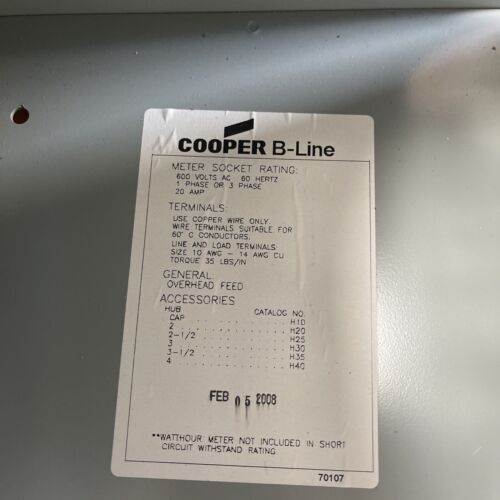 COOPER B-Line
METER SOCKET RATING:
600 VOLTS AC 60 HERTZ
1 PHASE OR 3 PHASE
20 AMP
TERMINALS:
USE COPPER WIRE ONLY.
WIRE TERMINALS SUITABLE FOR
60° C CONDUCTORS.
LINE AND LOAD TERMINALS:
SIZE 10 AWG - 14 AWG CU
TORQUE 35 LBS/IN
GENERAL:
OVERHEAD FEED
ACCESSORIES
HUB CATALOG NO.
CAP . . . . . . . . . . . . . . . . H10
2 . . . . . . . . . . . . . . . . H20
2-1/2 . . . . . . . . . . . . . . . . H25
3 . . . . . . . . . . . . . . . . H30
3-1/2 . . . . . . . . . . . . . . . . H35
4 . . . . . . . . . . . . . . . . H40
FEB 05 2008
**WATTHOUR METER NOT INCLUDED IN SHORT
CIRCUIT WITHSTAND RATING.
70107